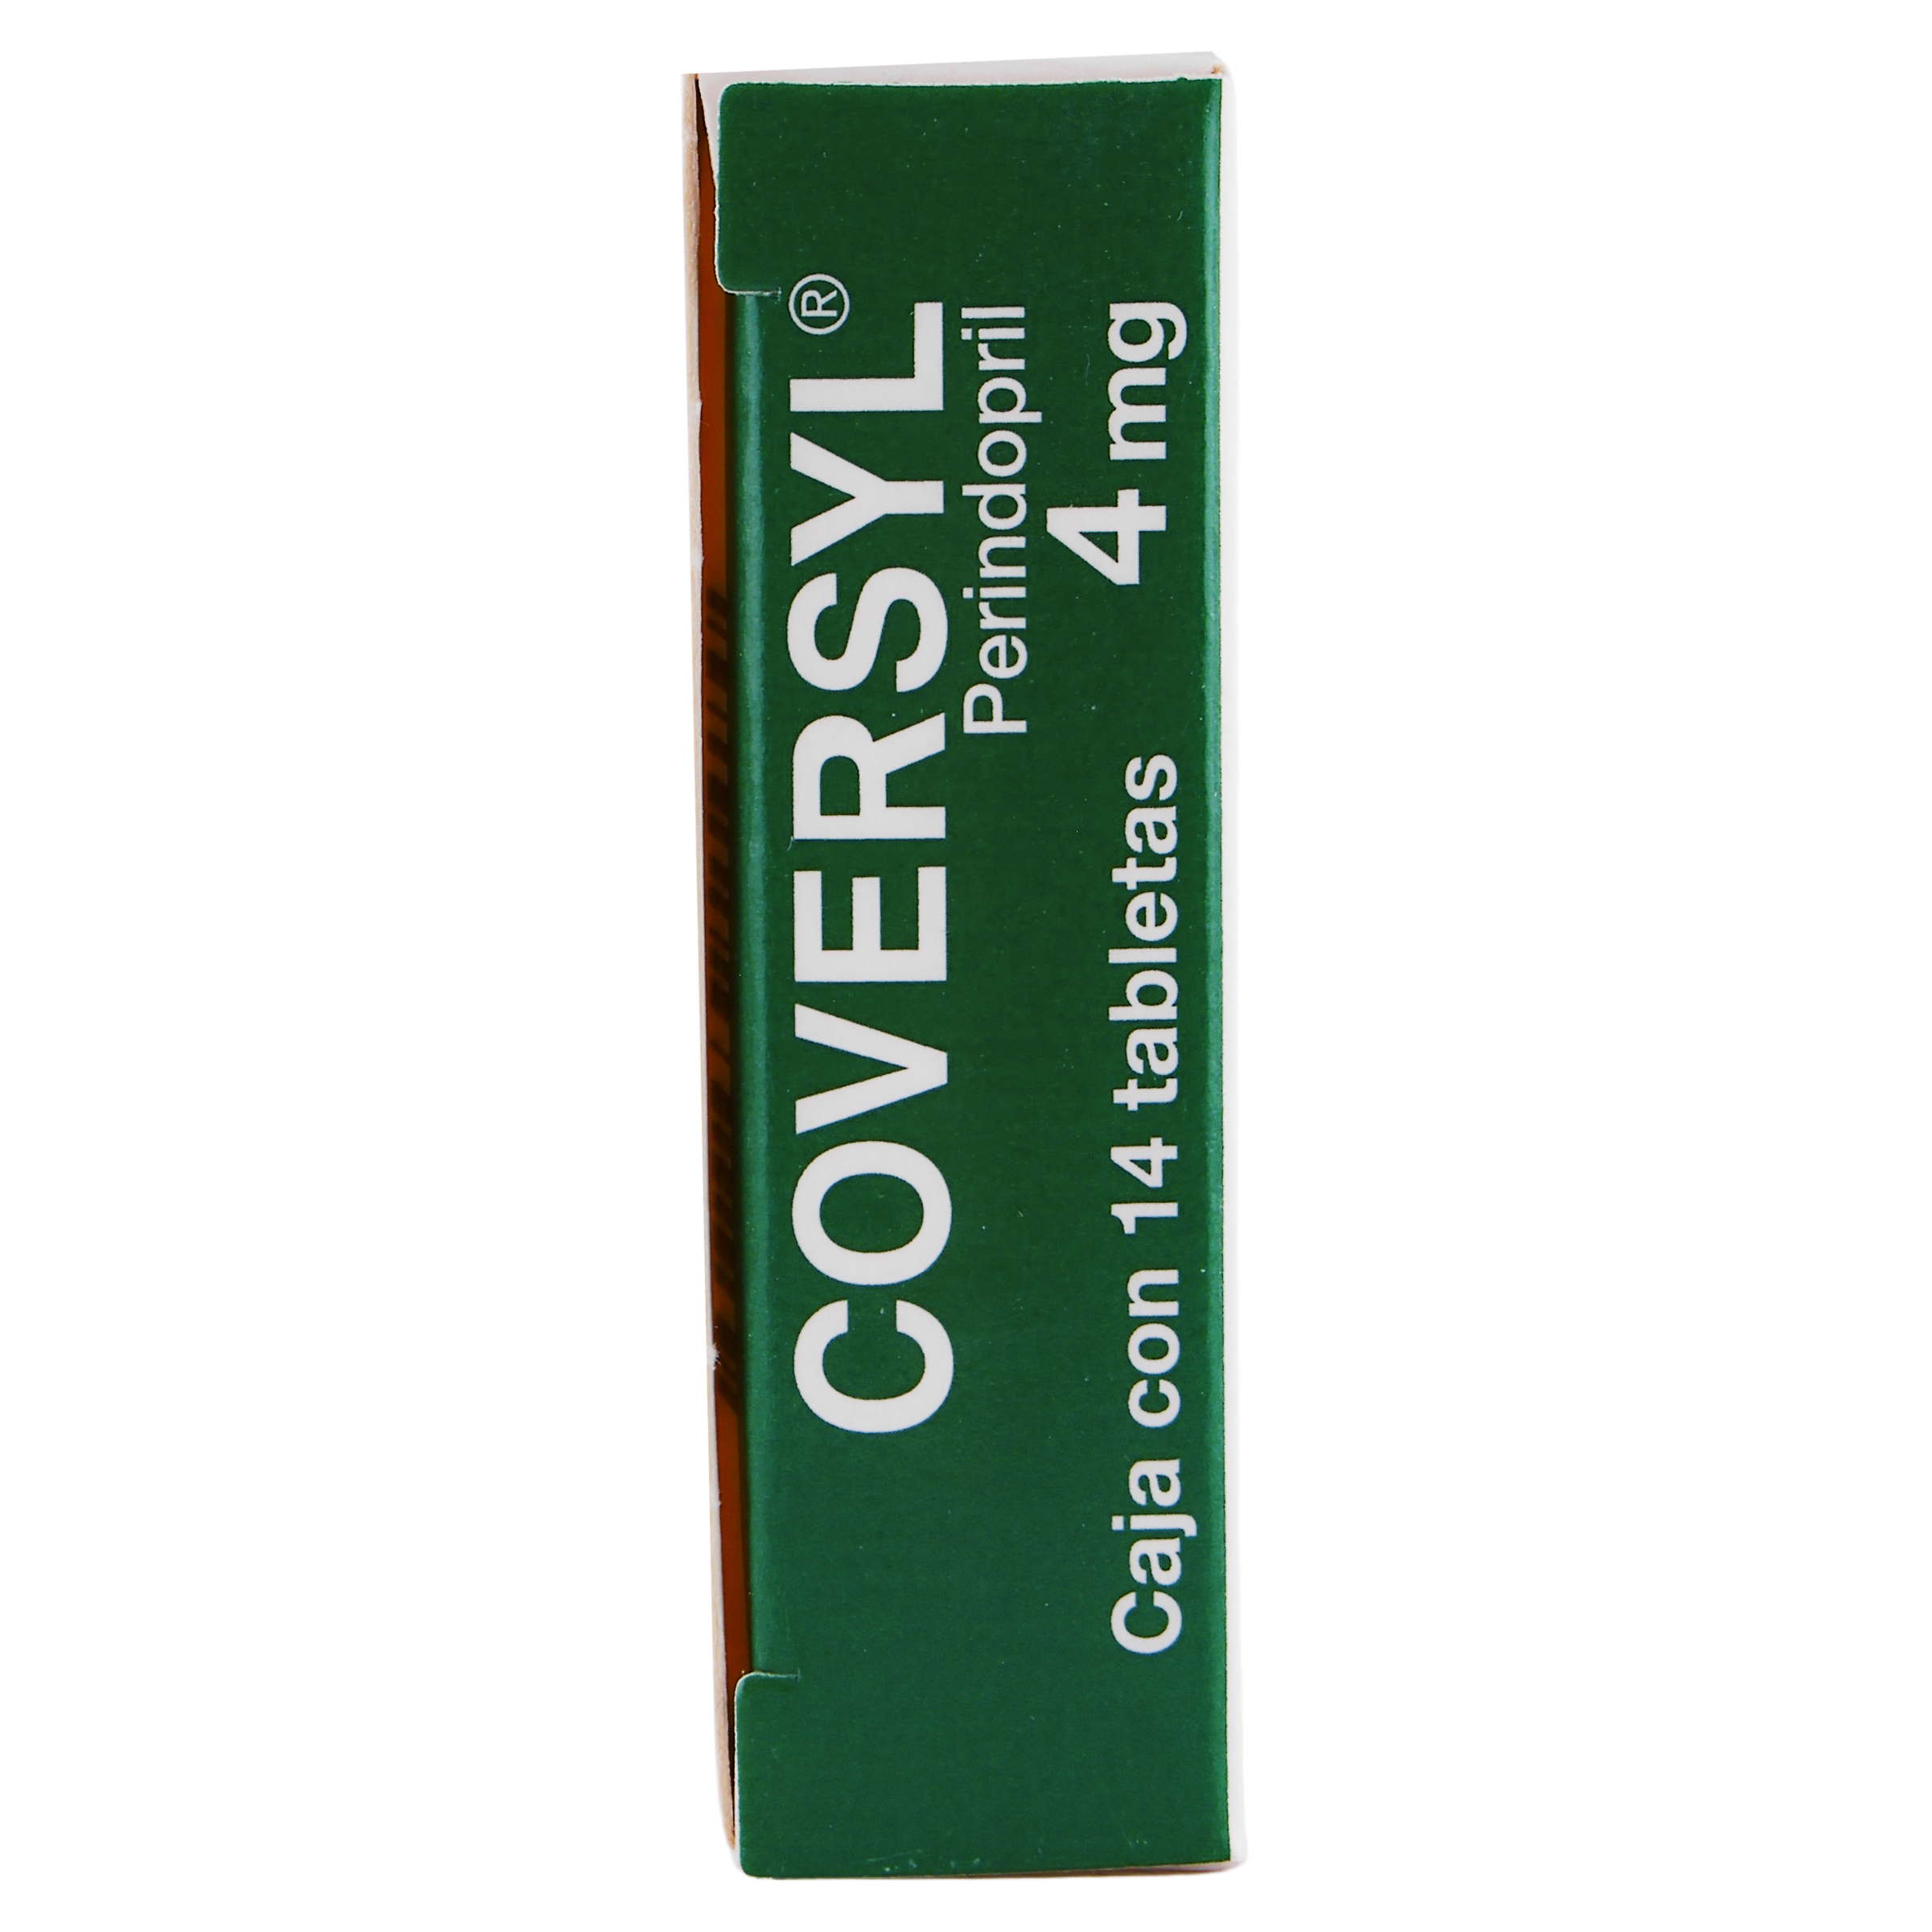 COVERSYL®
Perindopril
4 mg
Caja con 14 tabletas